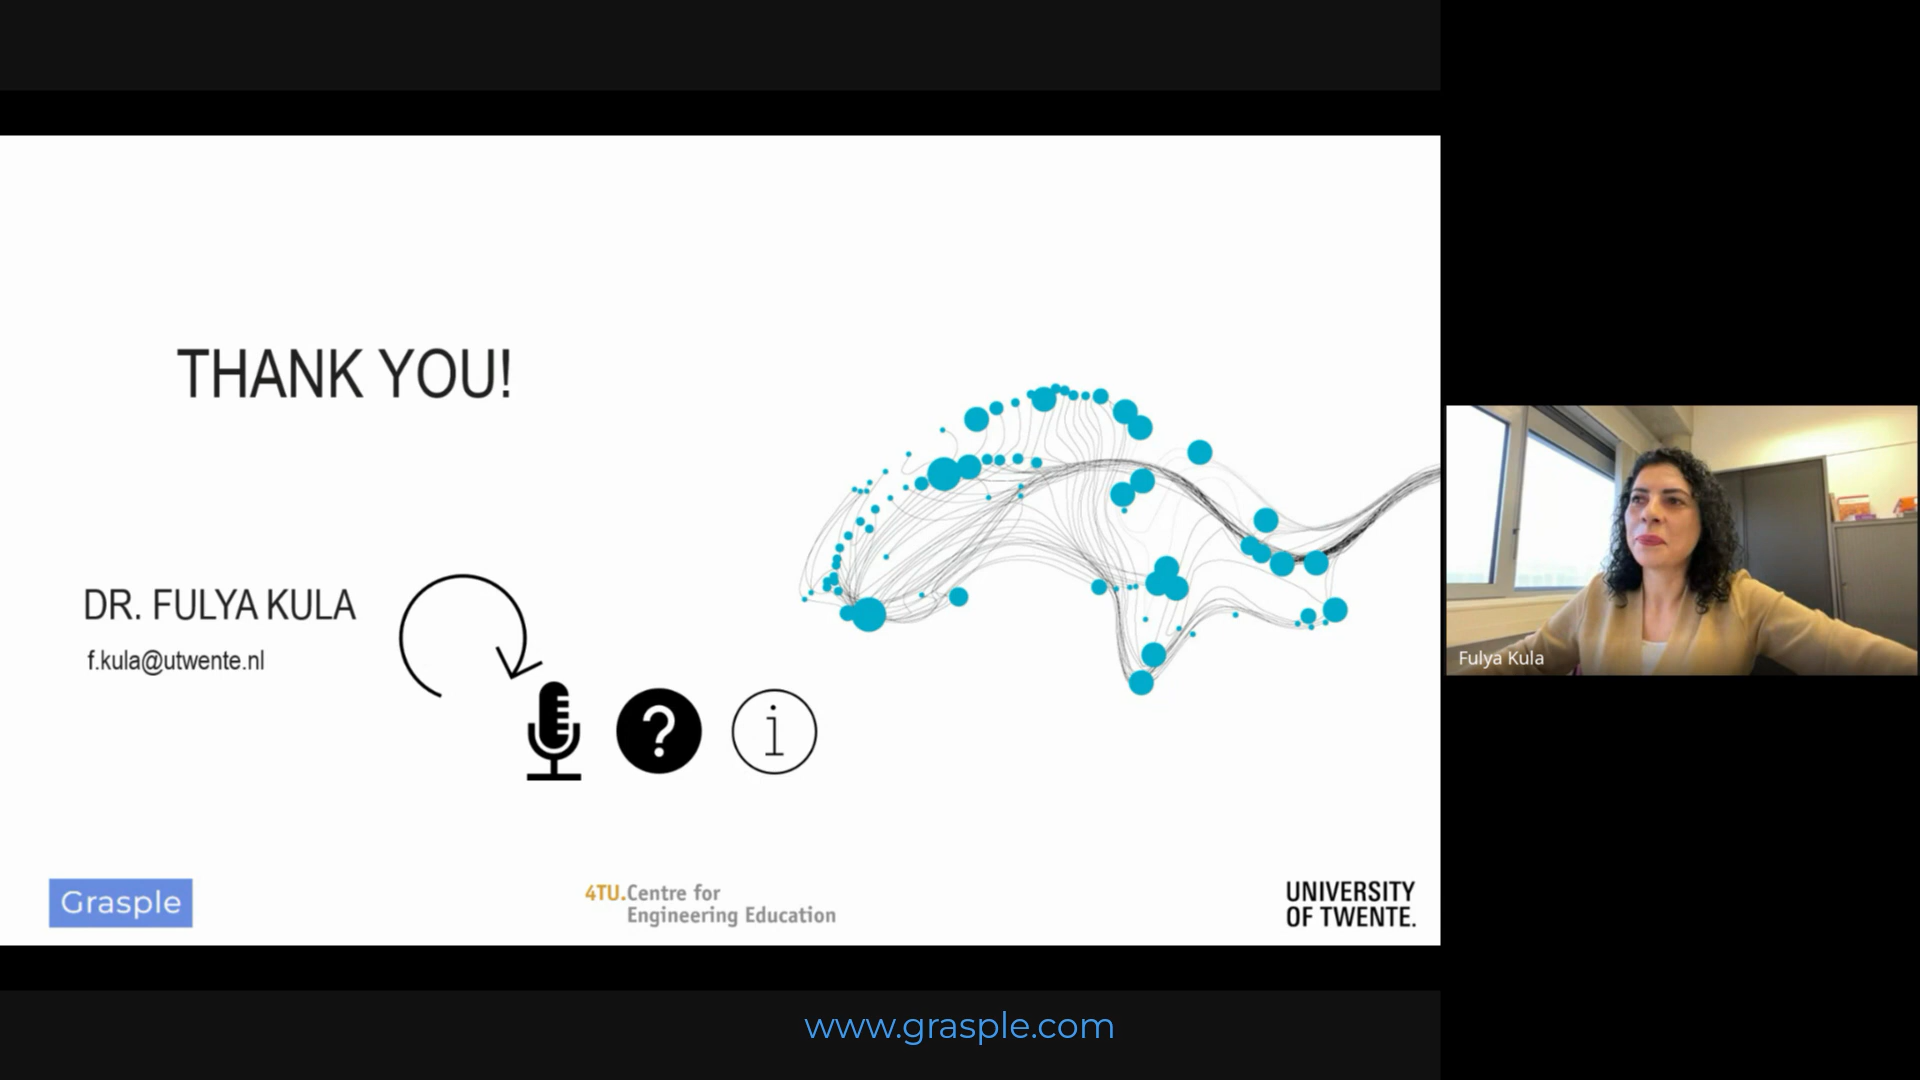 THANK YOU!
DR. FULYA KULA
f.kula@utwente.nl
?
i
Grasple
4TU.Centre for
Engineering Education
UNIVERSITY
OF TWENTE.
Fulya Kula
www.grasple.com